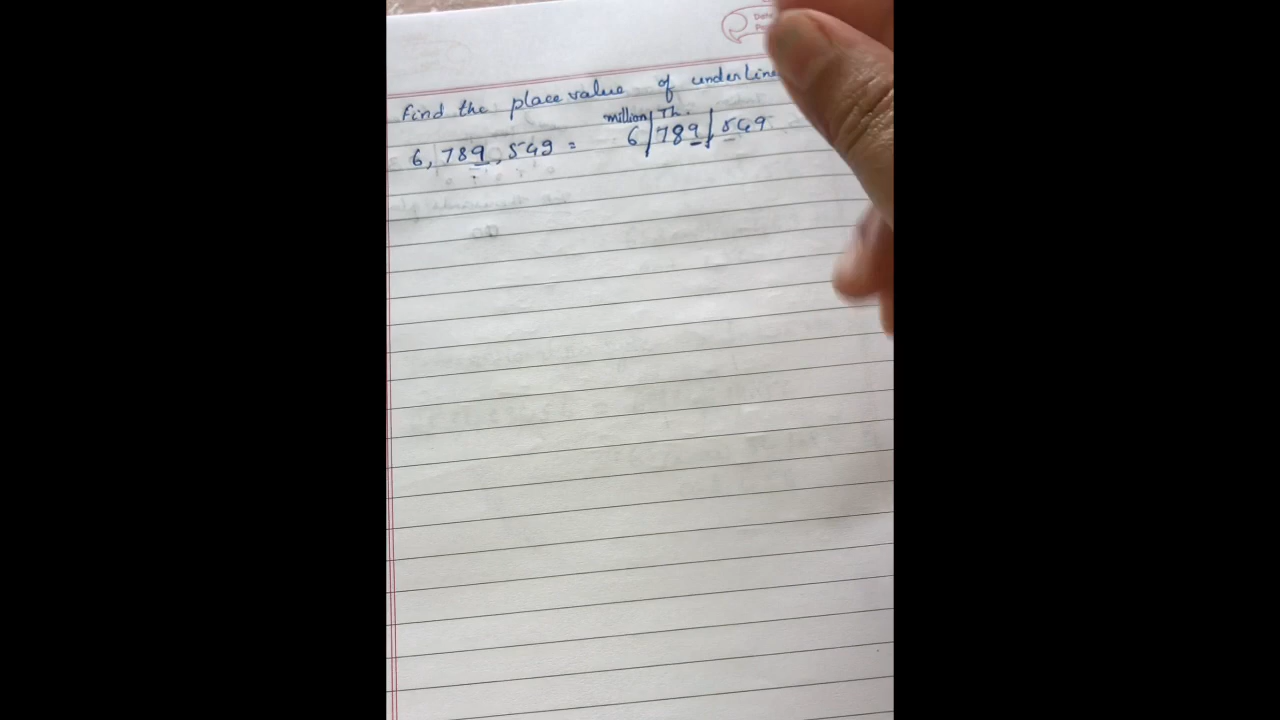 Find the place value of underline
million Th.
6,789,549 = 6 789 549